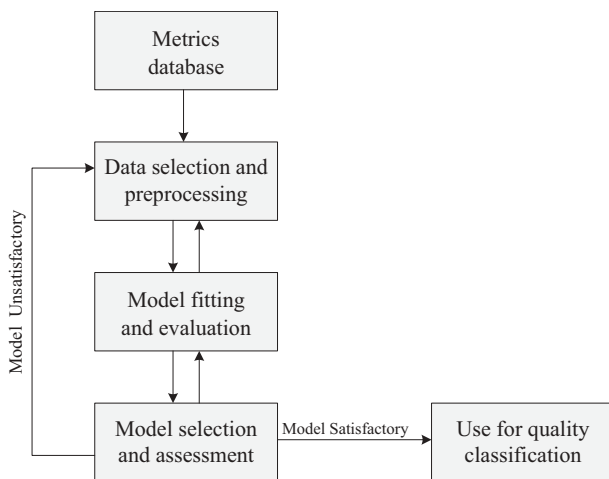 Metrics
database
Data selection and
preprocessing
Model Unsatisfactory
Model fitting
and evaluation
Model selection
and assessment
Model Satisfactory
Use for quality
classification